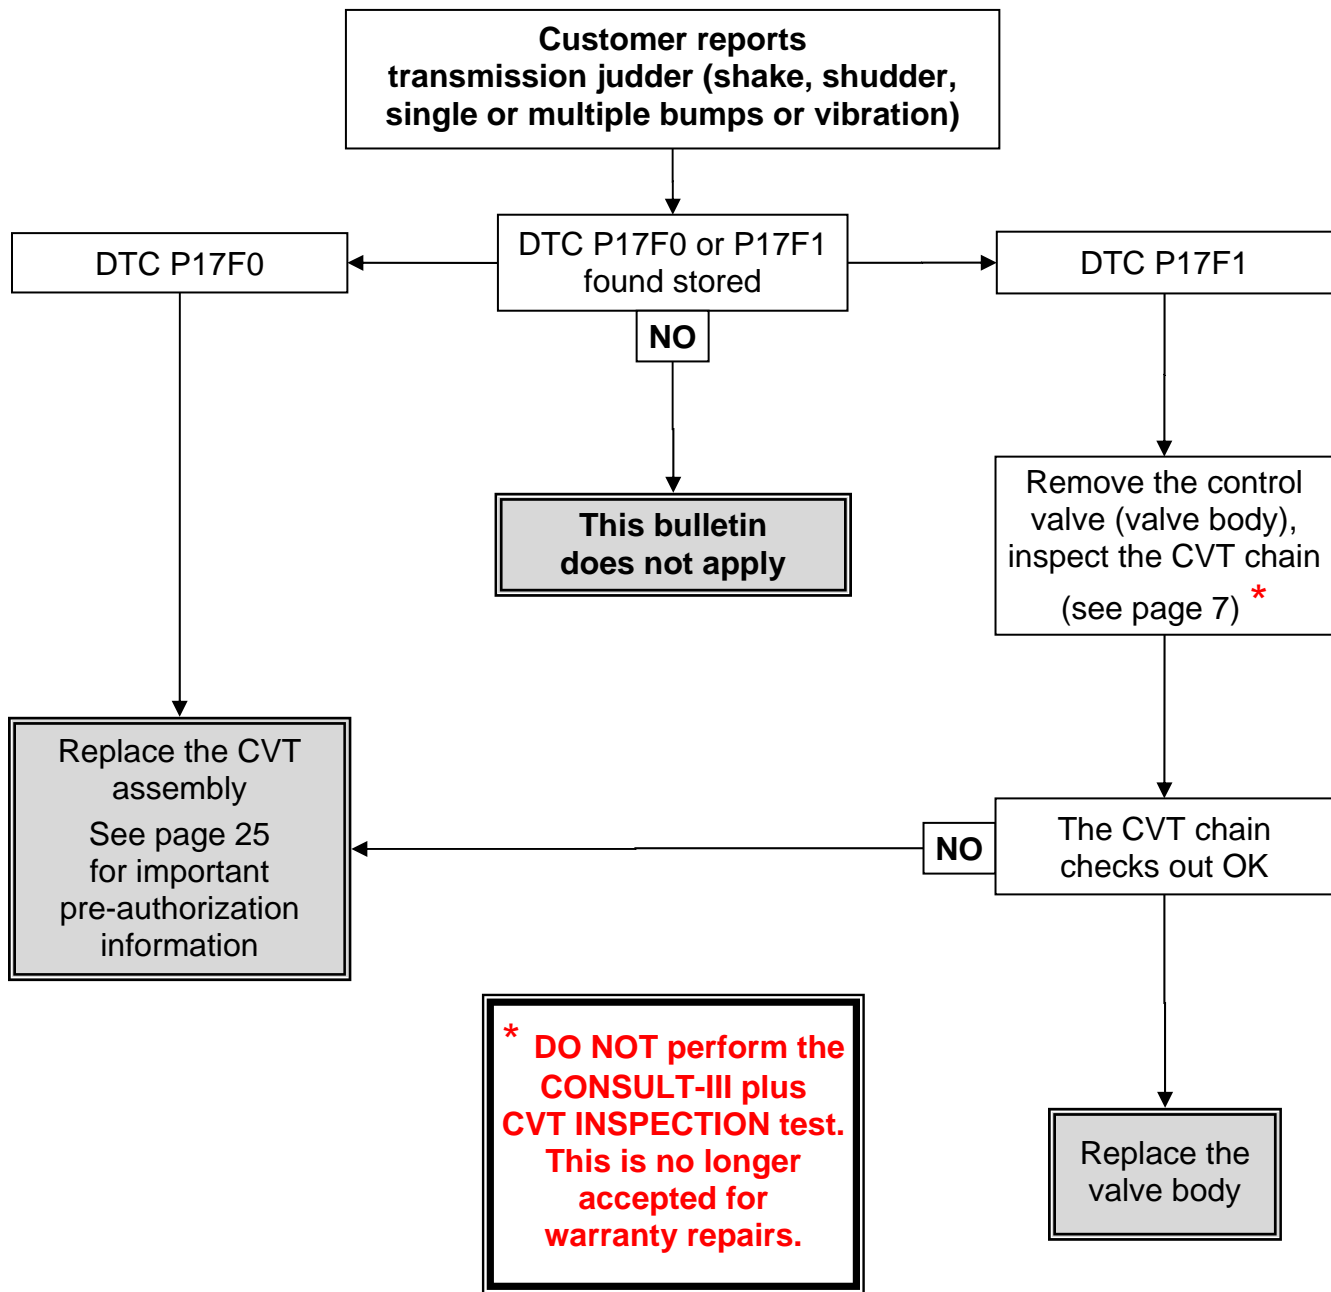 Customer reports
transmission judder (shake, shudder,
single or multiple bumps or vibration)
DTC P17F0
DTC P17F0 or P17F1
found stored
DTC P17F1
NO
This bulletin
does not apply
Remove the control
valve (valve body),
inspect the CVT chain
(see page 7) *
Replace the CVT
assembly
See page 25
for important
pre-authorization
information
NO
The CVT chain
checks out OK
* DO NOT perform the
CONSULT-III plus
CVT INSPECTION test.
This is no longer
accepted for
warranty repairs.
Replace the
valve body